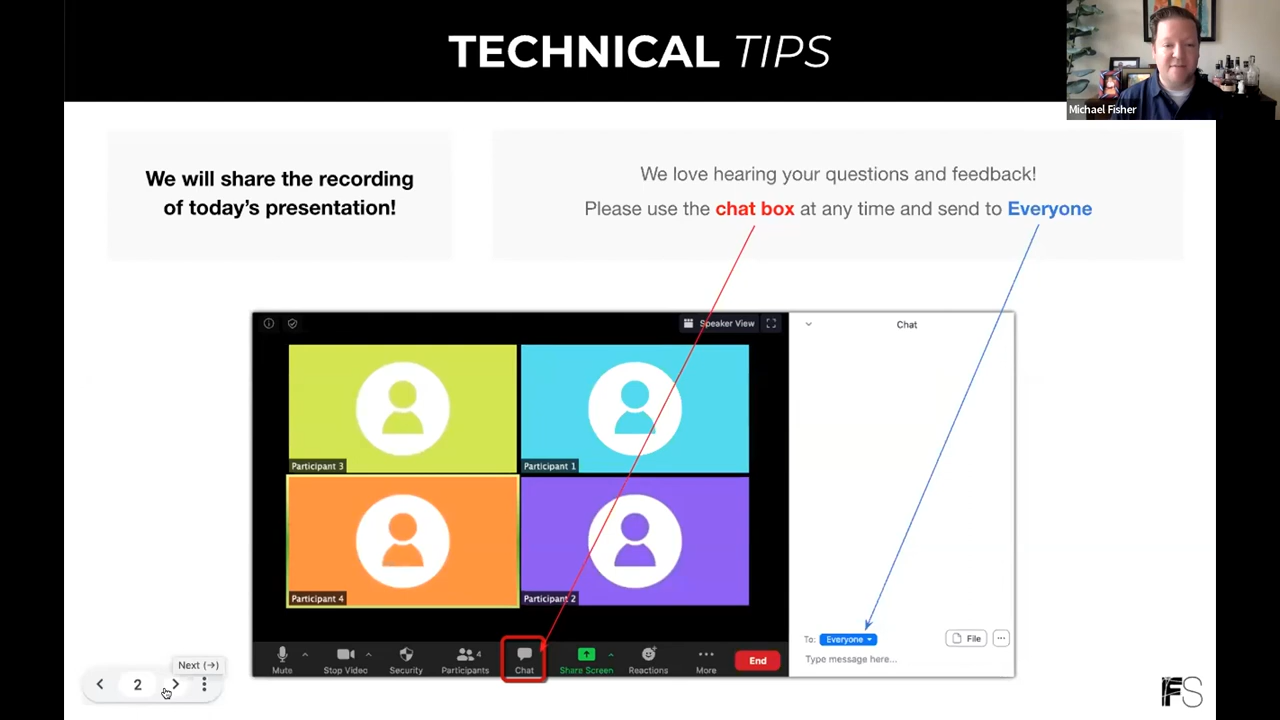 TECHNICAL TIPS
Michael Fisher
We will share the recording
of today's presentation!
We love hearing your questions and feedback!
Please use the chat box at any time and send to Everyone
Speaker View
Chat
Participant 3
Participant 1
Participant 4
Participant 2
To: Everyone
File
Type message here...
Mute
Stop Video
Security
Participants 4
Chat
Share Screen
Reactions
More
End
Next (→)
2
FS